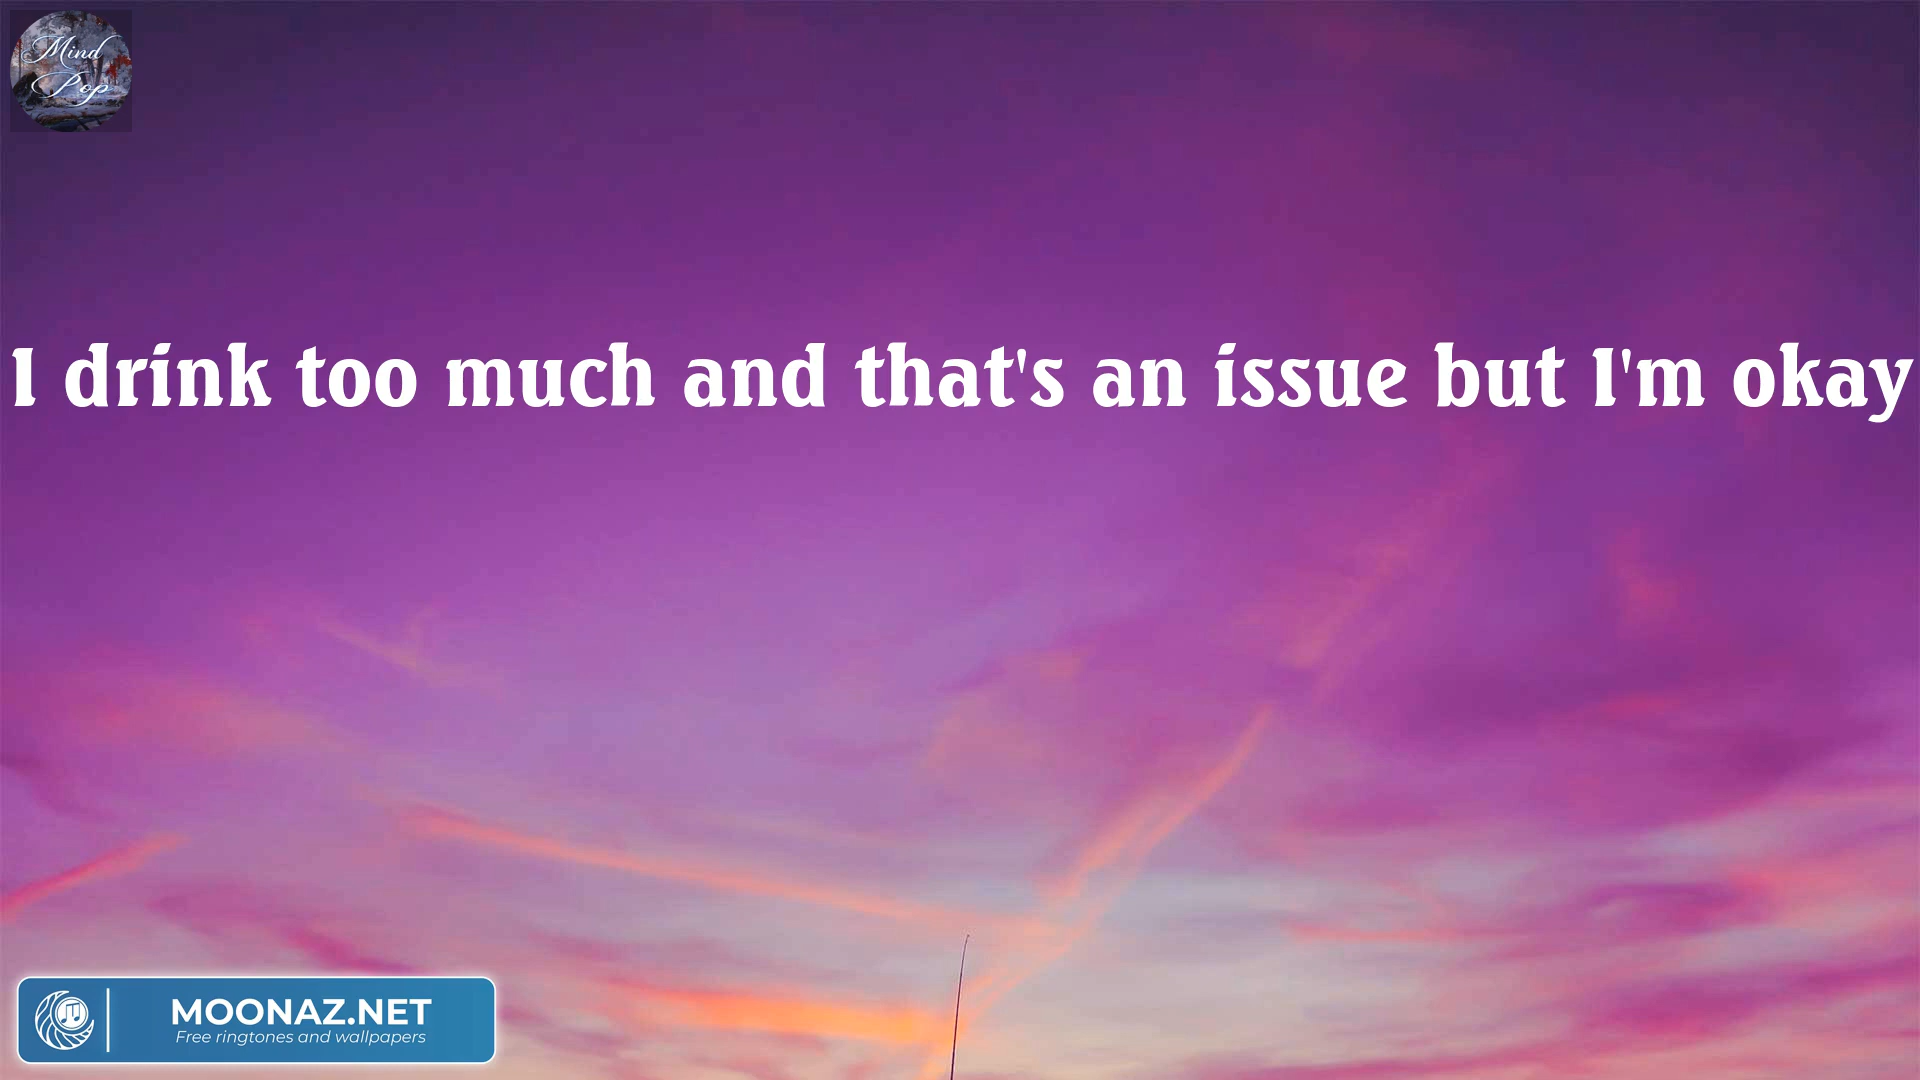 Mind
Pop
I drink too much and that's an issue but I'm okay
MOONAZ.NET
Free ringtones and wallpapers